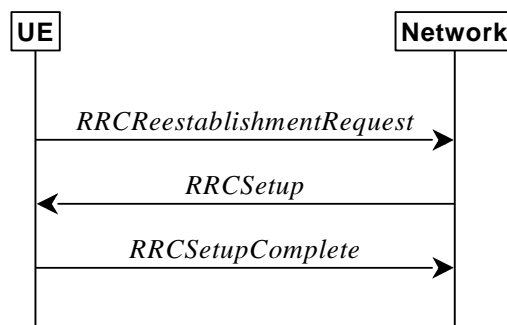 UE Network
RRCReestablishmentRequest
RRCSetup
RRCSetupComplete